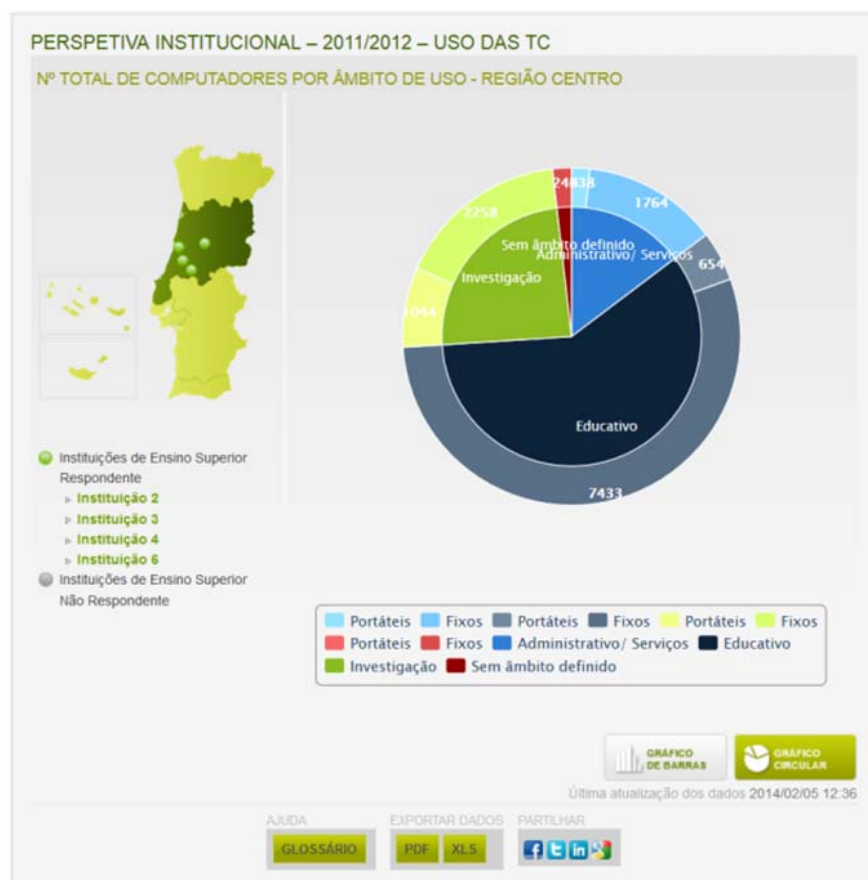 PERSPETIVA INSTITUCIONAL – 2011/2012 – USO DAS TC
Nº TOTAL DE COMPUTADORES POR ÂMBITO DE USO - REGIÃO CENTRO
1764
654
7433
2258
Sem âmbito definido
Administrativo/ Serviços
Investigação
Educativo
Instituições de Ensino Superior
Respondente
Instituição 2
Instituição 3
Instituição 4
Instituição 6
Instituições de Ensino Superior
Não Respondente
Portáteis Fixos Portáteis Fixos Portáteis Fixos
Portáteis Fixos Administrativo/ Serviços Educativo
Investigação Sem âmbito definido
GRÁFICO
DE BARRAS
GRÁFICO
CIRCULAR
Última atualização dos dados 2014/02/05 12:36
AJUDA EXPORTAR DADOS PARTILHAR
GLOSSÁRIO PDF XLS